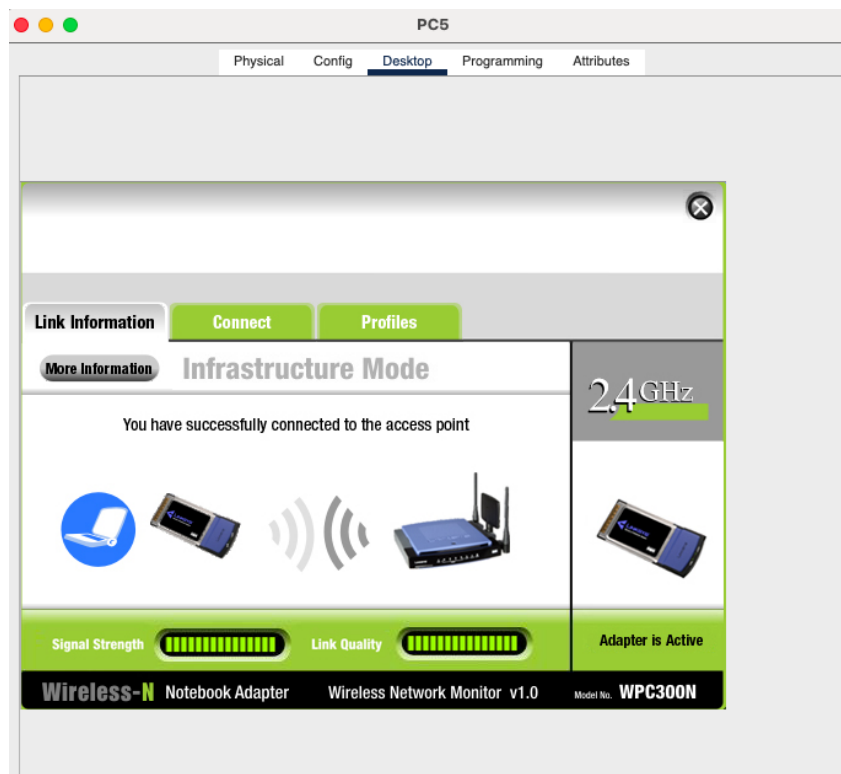 PC5
Physical Config Desktop Programming Attributes
Link Information Connect Profiles
More Information Infrastructure Mode
2.4GHz
You have successfully connected to the access point
Signal Strength Link Quality Adapter is Active
Wireless-N Notebook Adapter Wireless Network Monitor v1.0 Model No. WPC300N